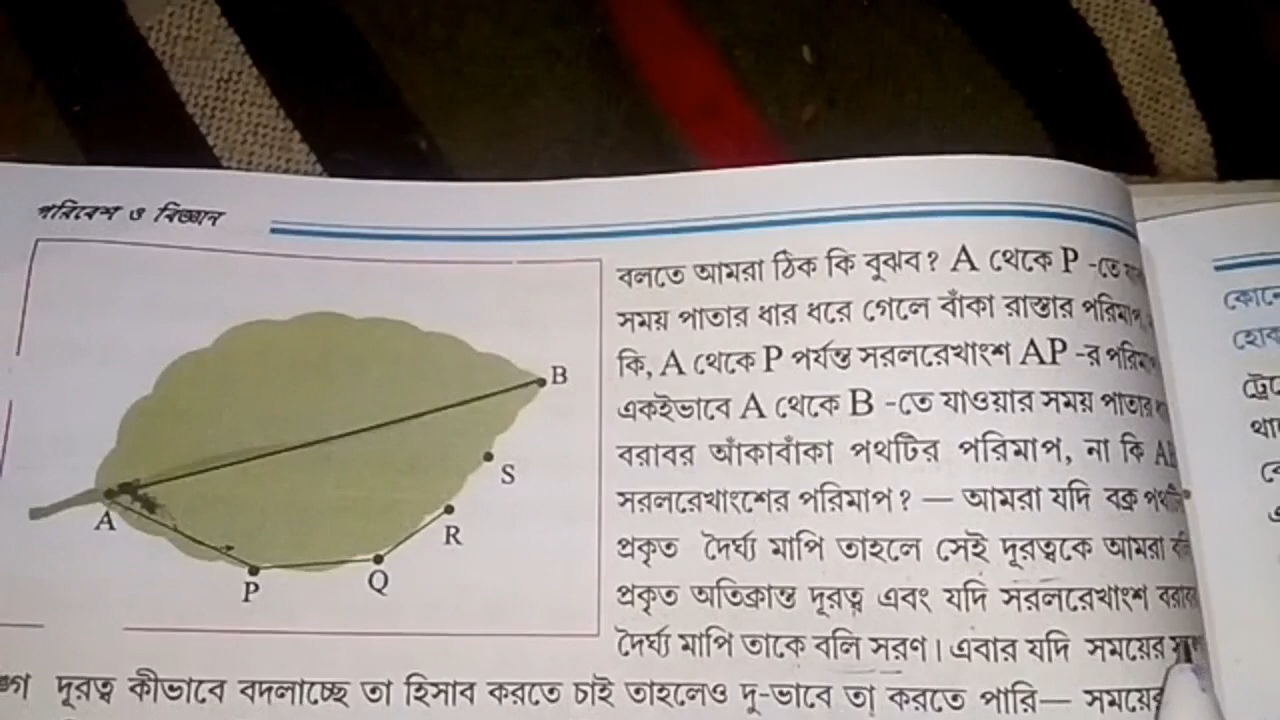 পরিবেশ ও বিজ্ঞান
বলতে আমরা ঠিক কি বুঝব? A থেকে P -তে
সময় পাতার ধার ধরে গেলে বাঁকা রাস্তার পরিমাপ,
কি, A থেকে P পর্যন্ত সরলরেখাংশ AP -র
একইভাবে A থেকে B -তে যাওয়ার সময় পাতার
বরাবর আঁকাবাঁকা পথটির পরিমাপ, না কি
সরলরেখাংশের পরিমাপ? — আমরা যদি বক্র
প্রকৃত দৈর্ঘ্য মাপি তাহলে সেই দূরত্বকে আমরা
প্রকৃত অতিক্রান্ত দূরত্ব এবং যদি সরলরেখাংশ
দৈর্ঘ্য মাপি তাকে বলি সরণ। এবার যদি সময়ের
দূরত্ব কীভাবে বদলাচ্ছে তা হিসাব করতে চাই তাহলেও দু-ভাবে তা করতে পারি— সময়ের
A
B
S
R
Q
P